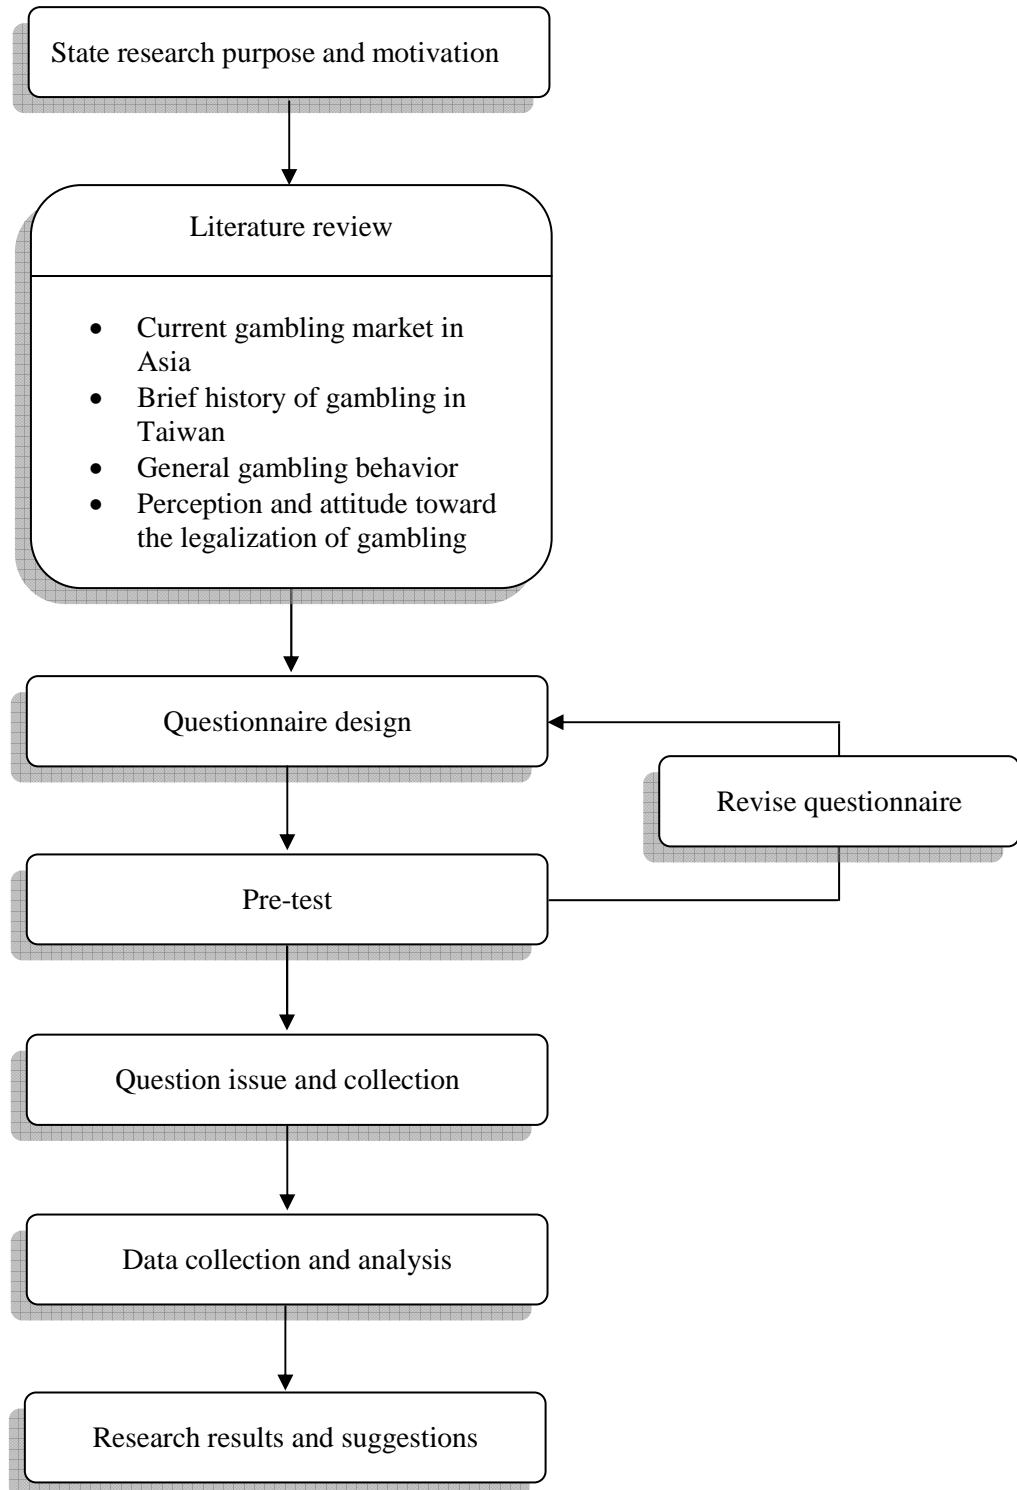 State research purpose and motivation
Literature review
• Current gambling market in
Asia
• Brief history of gambling in
Taiwan
• General gambling behavior
• Perception and attitude toward
the legalization of gambling
Questionnaire design
Revise questionnaire
Pre-test
Question issue and collection
Data collection and analysis
Research results and suggestions